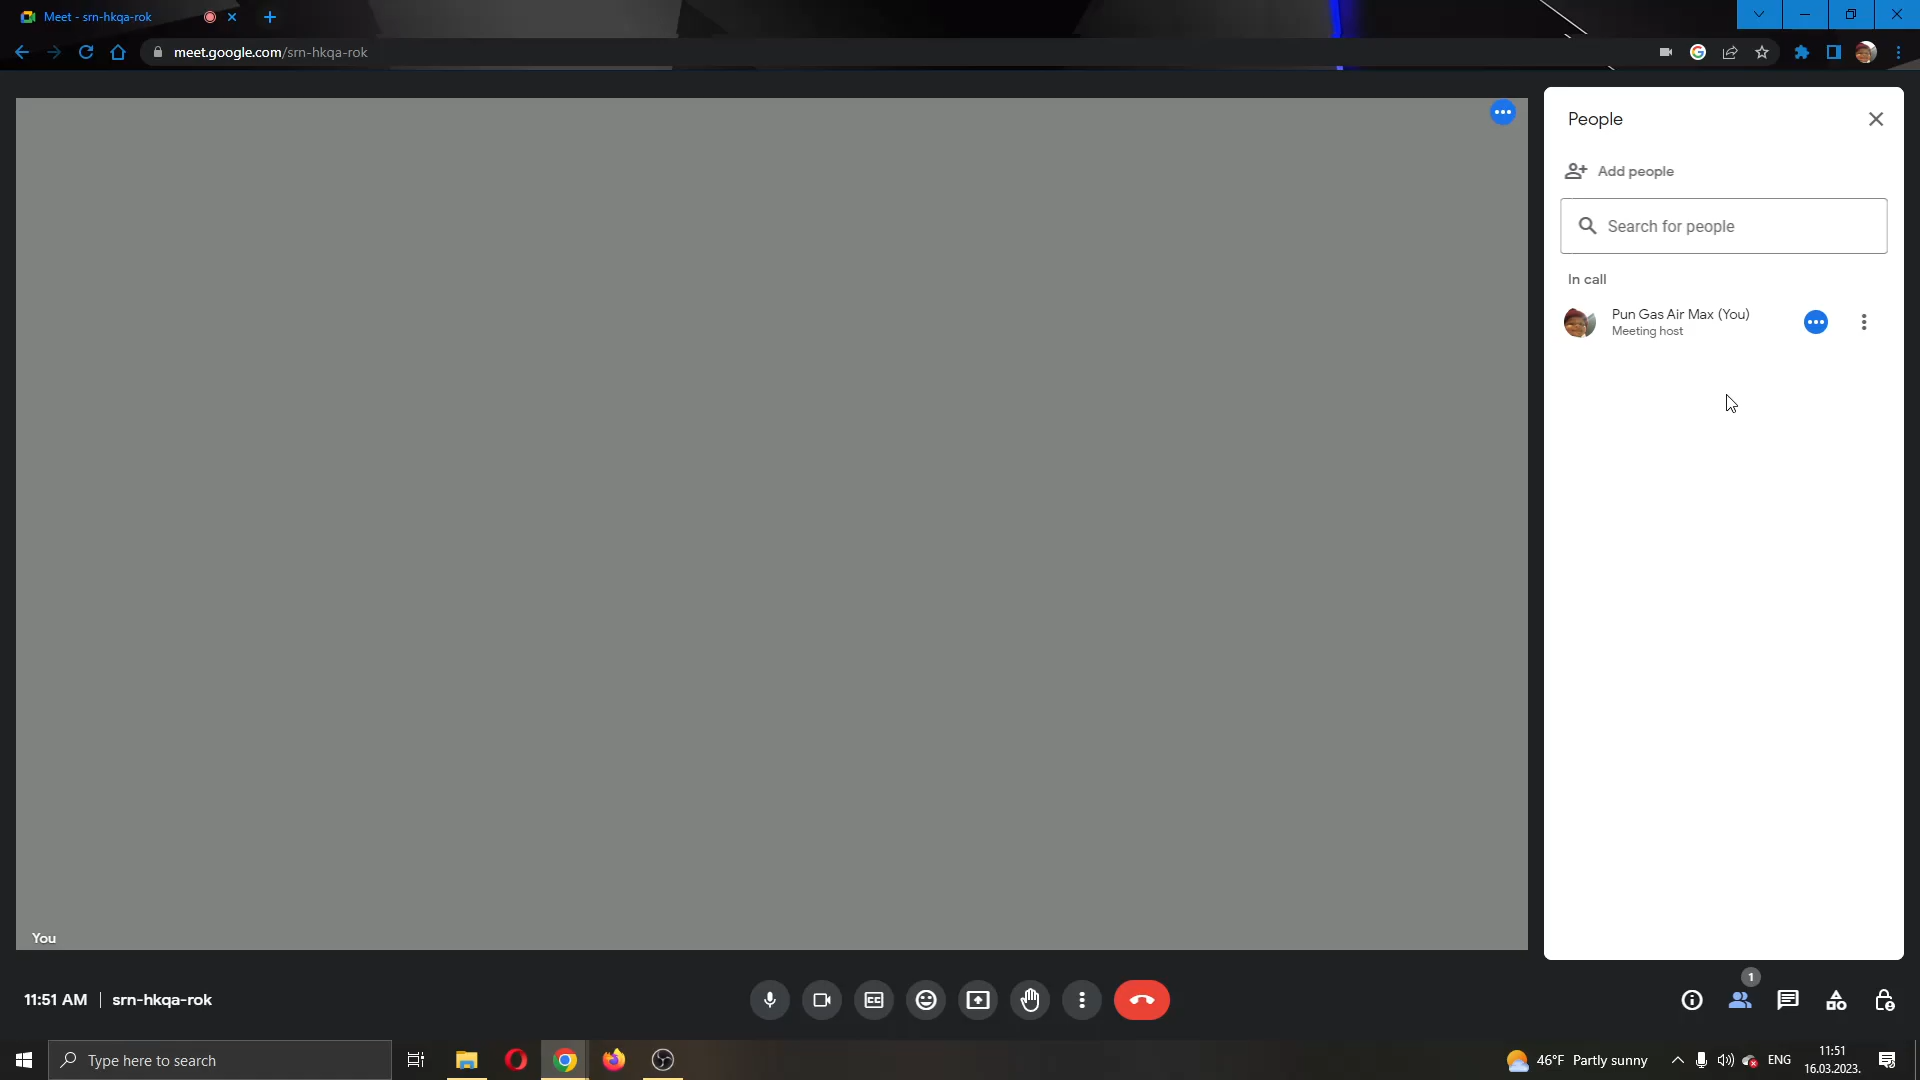 Meet - srn-hkqa-rok
meet.google.com/srn-hkqa-rok
People
Add people
Search for people
In call
Pun Gas Air Max (You)
Meeting host
You
11:51 AM | srn-hkqa-rok
CC
1
Type here to search
46°F Partly sunny
ENG
11:51
16.03.2023.